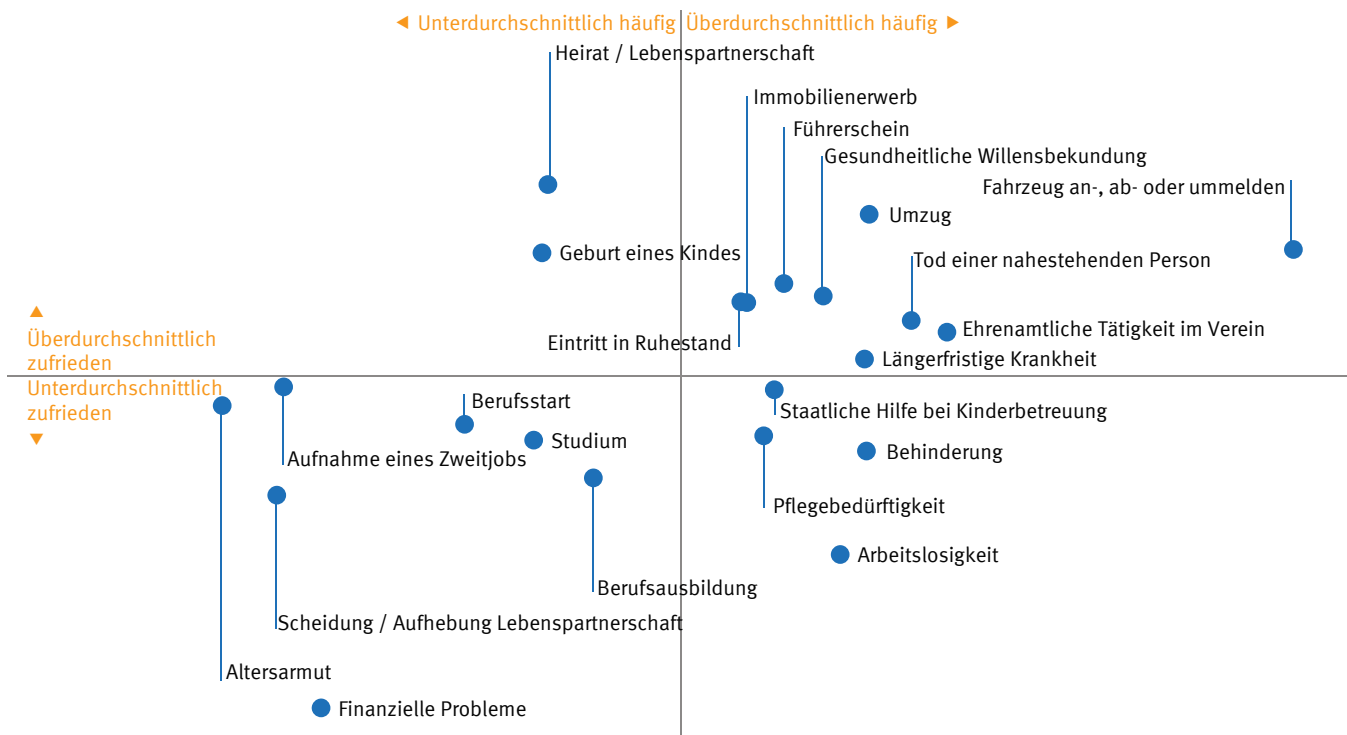 ◄ Unterdurchschnittlich häufig
Überdurchschnittlich häufig ►
Heirat / Lebenspartnerschaft
Immobilienerwerb
Führerschein
Gesundheitliche Willensbekundung
Fahrzeug an-, ab- oder ummelden
Umzug
Geburt eines Kindes
Tod einer nahestehenden Person
▲
Überdurchschnittlich
zufrieden
Ehrenamtliche Tätigkeit im Verein
Eintritt in Ruhestand
Längerfristige Krankheit
Unterdurchschnittlich
zufrieden
▼
Berufsstart
Staatliche Hilfe bei Kinderbetreuung
Studium
Behinderung
Aufnahme eines Zweitjobs
Pflegebedürftigkeit
Arbeitslosigkeit
Berufsausbildung
Scheidung / Aufhebung Lebenspartnerschaft
Altersarmut
Finanzielle Probleme